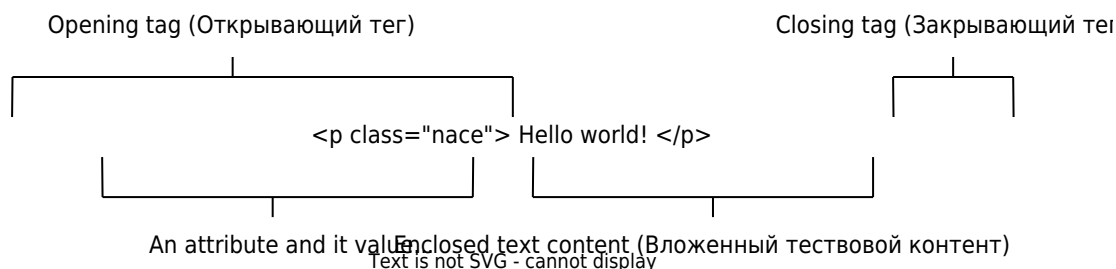 Opening tag (Открывающий тег)
Closing tag (Закрывающий тег
<p class="nace"> Hello world! </p>
An attribute and it value...
Enclosed text content (Вложенный тествовой контент)
Text is not SVG - cannot display